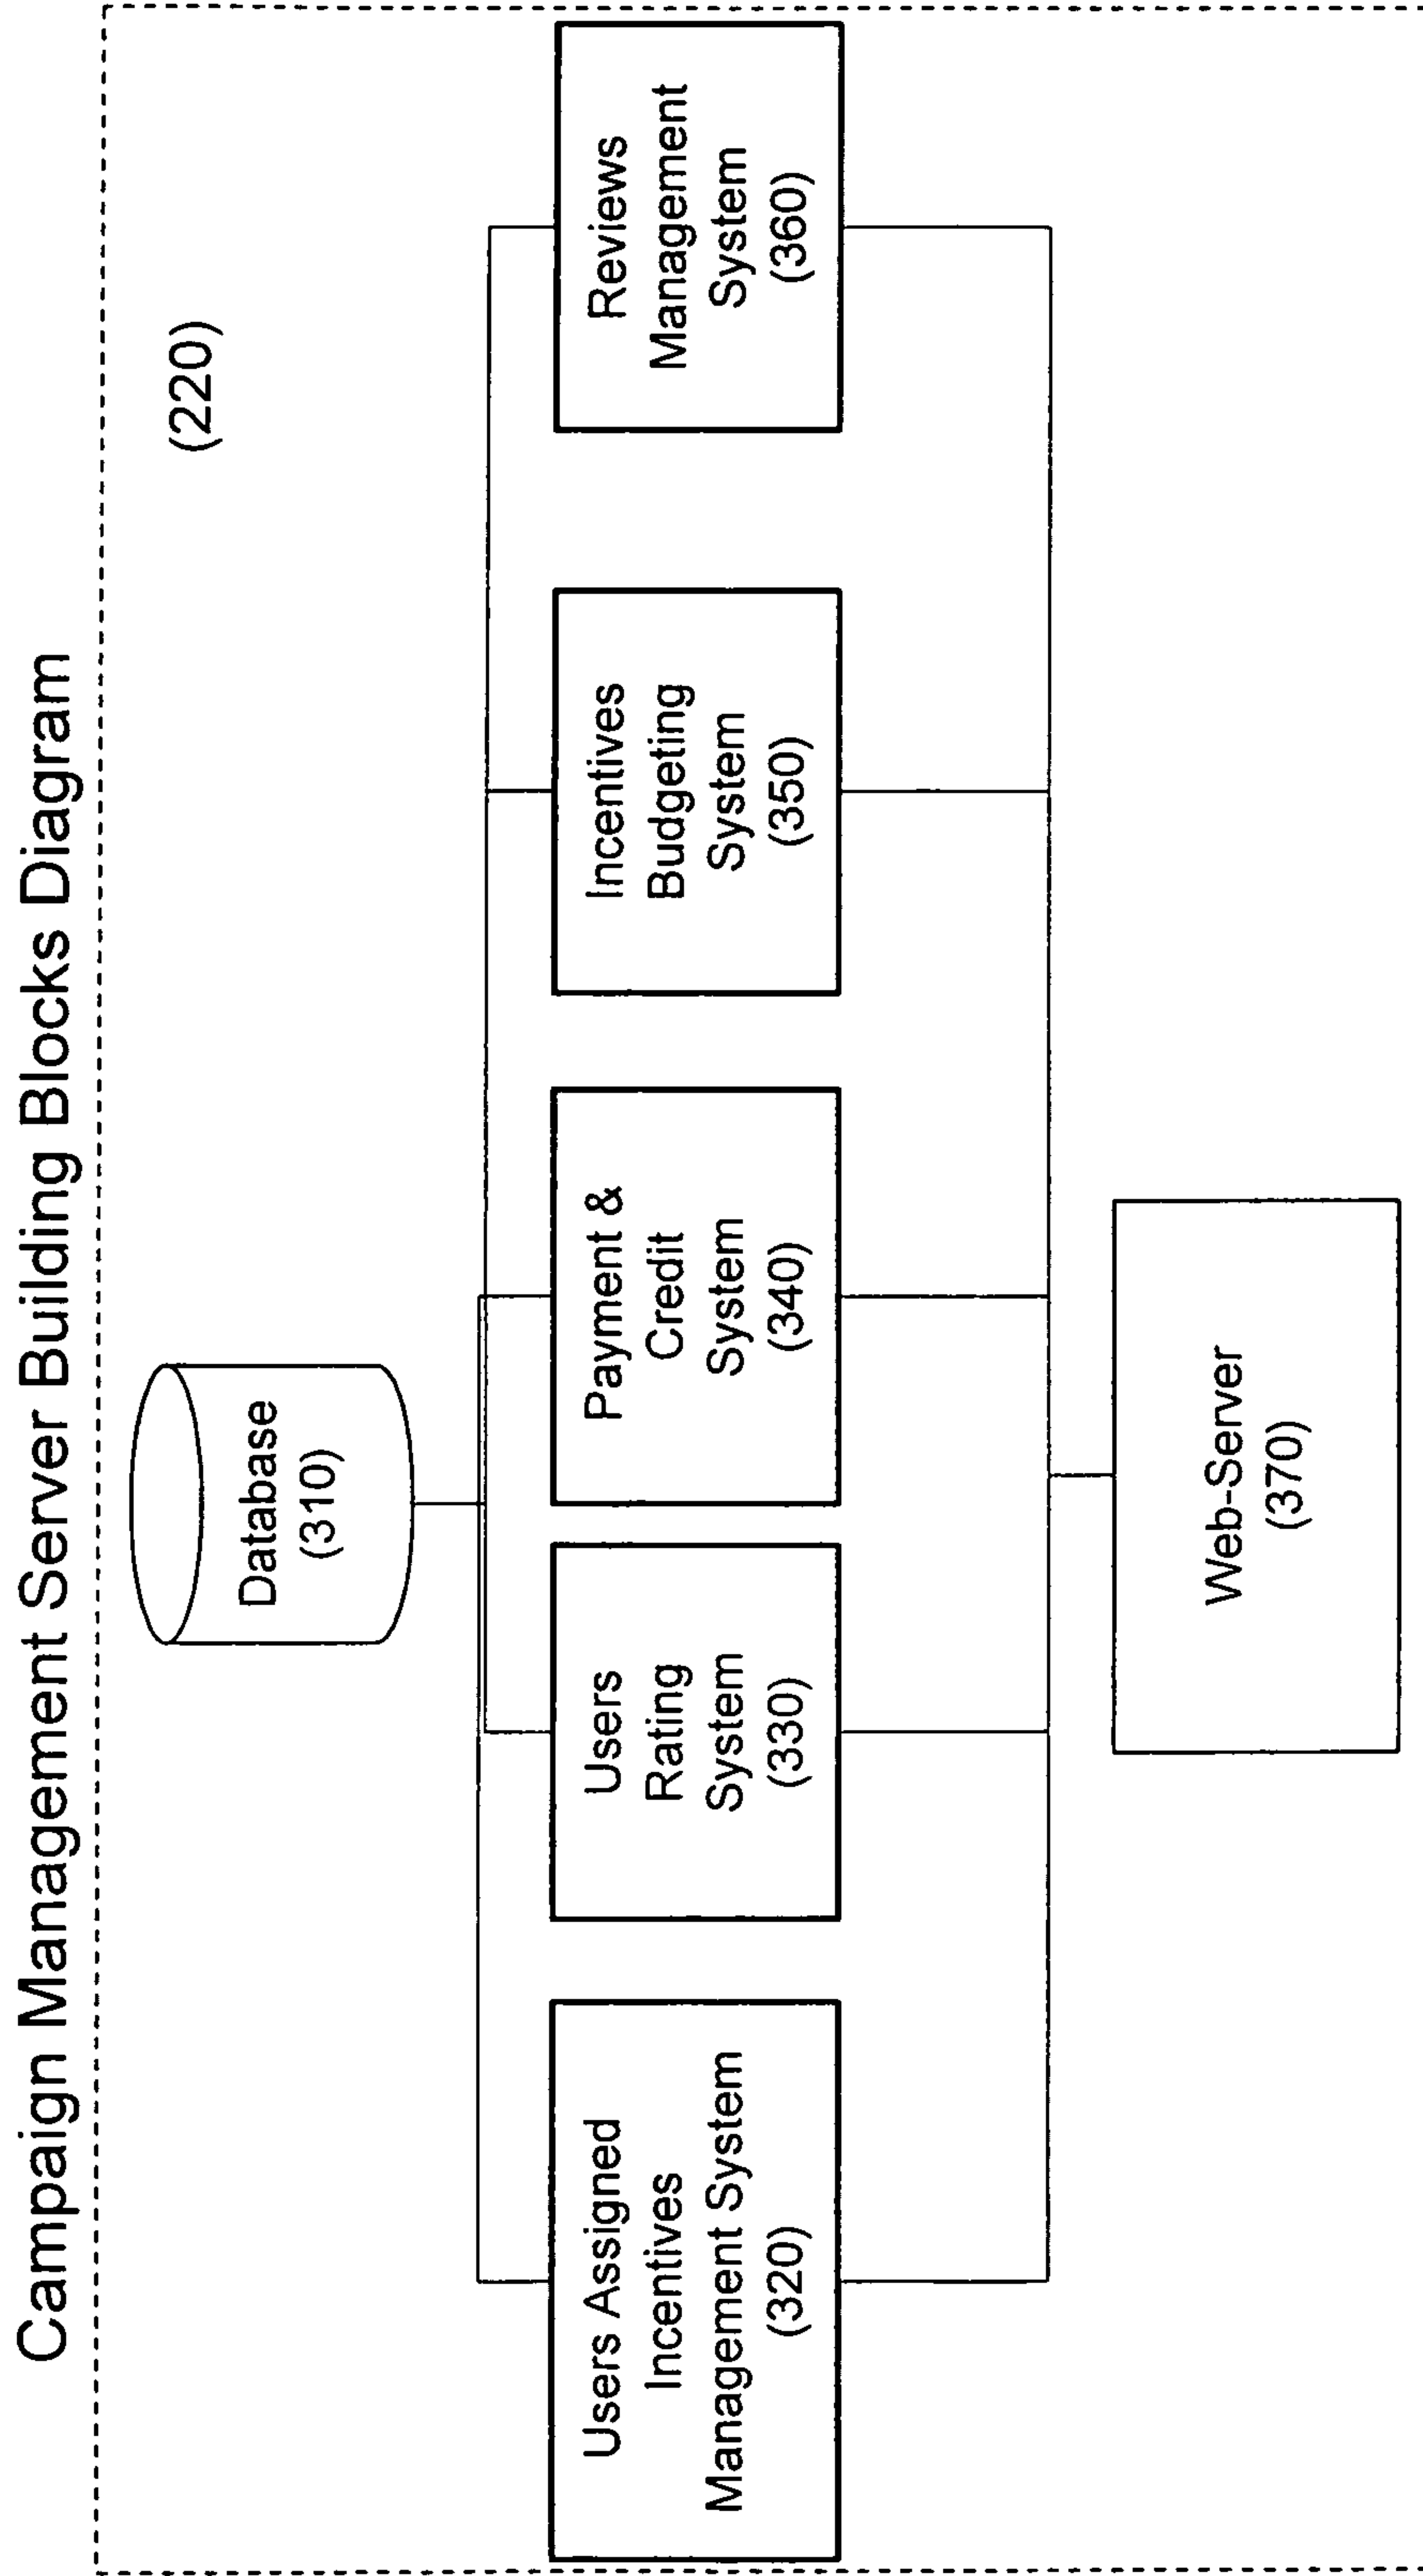 Campaign Management Server Building Blocks Diagram
(220)
Database
(310)
Users Assigned
Incentives
Management System
(320)
Users
Rating
System
(330)
Payment &
Credit
System
(340)
Incentives
Budgeting
System
(350)
Reviews
Management
System
(360)
Web-Server
(370)